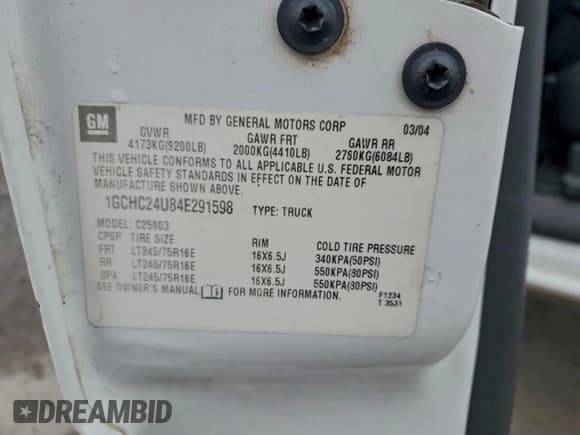 GM
MFD BY GENERAL MOTORS CORP 03/04
GVWR GAWR FRT GAWR RR
4173KG(9200LB) 2000KG(4410LB) 2760KG(6084LB)
THIS VEHICLE CONFORMS TO ALL APPLICABLE U.S. FEDERAL MOTOR
VEHICLE SAFETY STANDARDS IN EFFECT ON THE DATE OF
MANUFACTURE SHOWN ABOVE.
1GCHC24U84E291598 TYPE: TRUCK
MODEL: C25903
CPSP TIRE SIZE RIM COLD TIRE PRESSURE
FRT LT245/75R16E 16X6.5J 340KPA(50PSI)
RR LT245/75R16E 16X6.5J 550KPA(80PSI)
SPA LT245/75R16E 16X6.5J 550KPA(80PSI)
SEE OWNER'S MANUAL FOR MORE INFORMATION. F1234
T 3531
DREAMBID